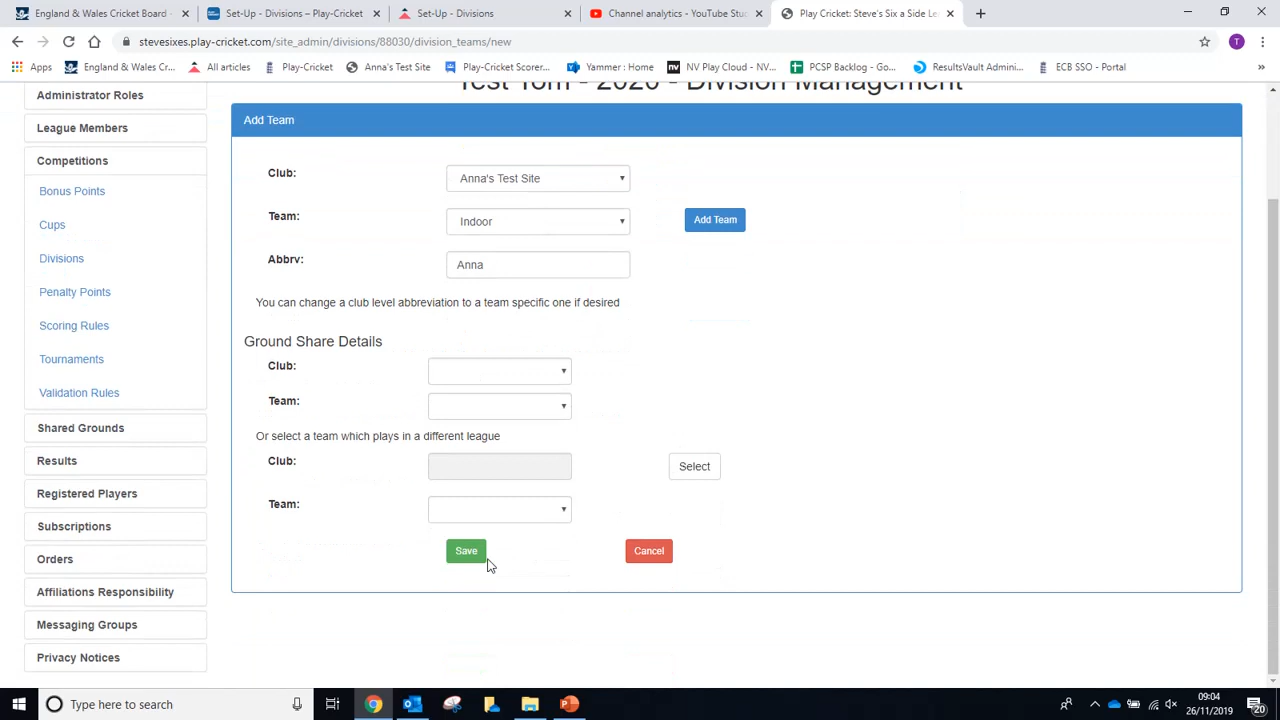 England & Wales Cricket Board -
Set-Up - Divisions – Play-Cricket
Set-Up - Divisions
Channel analytics - YouTube Stu
Play Cricket: Steve's Six a Side Le
stevesixes.play-cricket.com/site_admin/divisions/88030/division_teams/new
T
Apps
England & Wales Cr...
All articles
Play-Cricket
Anna's Test Site
Play-Cricket Scorer...
Yammer : Home
NV Play Cloud - NV...
PCSP Backlog - Go...
ResultsVault Admini...
ECB SSO - Portal
»
Test Tom - 2020 - Division Management
Administrator Roles
League Members
Competitions
Bonus Points
Cups
Divisions
Penalty Points
Scoring Rules
Tournaments
Validation Rules
Shared Grounds
Results
Registered Players
Subscriptions
Orders
Affiliations Responsibility
Messaging Groups
Privacy Notices
Add Team
Club:
Anna's Test Site
Team:
Indoor
Add Team
Abbrv:
Anna
You can change a club level abbreviation to a team specific one if desired
Ground Share Details
Club:
Team:
Or select a team which plays in a different league
Club:
Select
Team:
Save
Cancel
Type here to search
09:04
26/11/2019
20